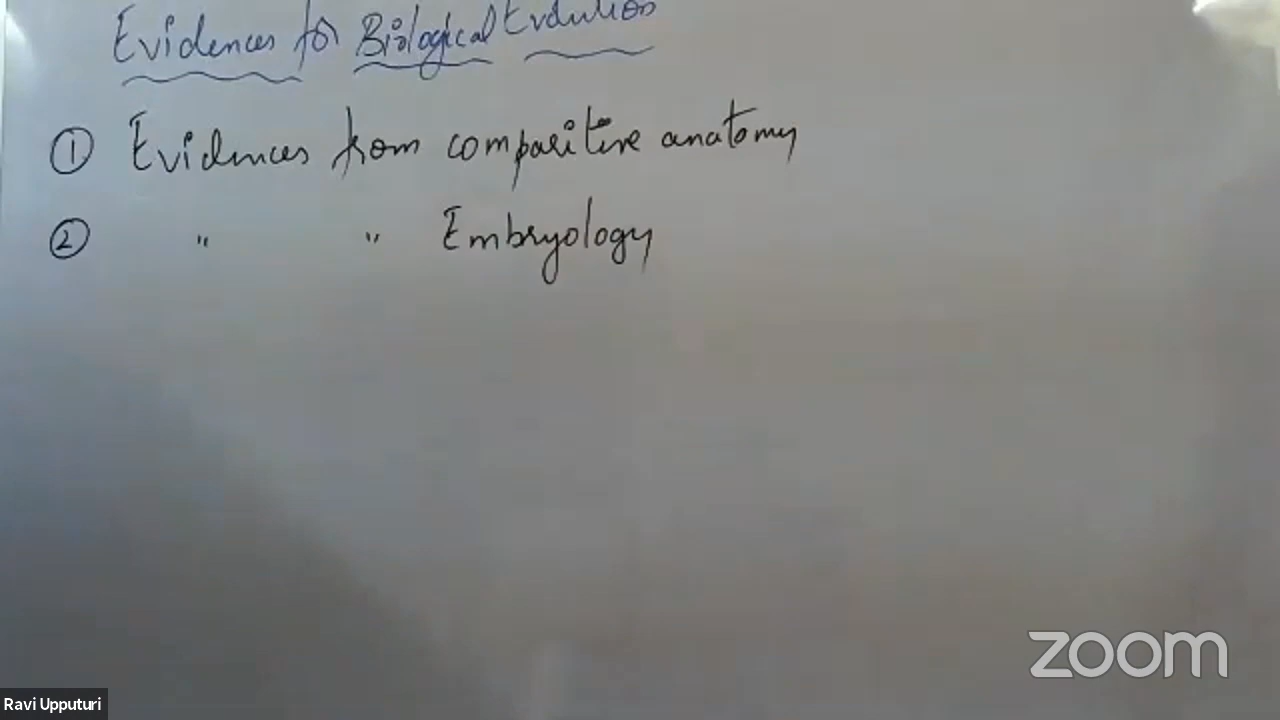 Evidences for Biological Evolution
① Evidences from comparitive anatomy
② " " Embryology
zoom
Ravi Upputuri